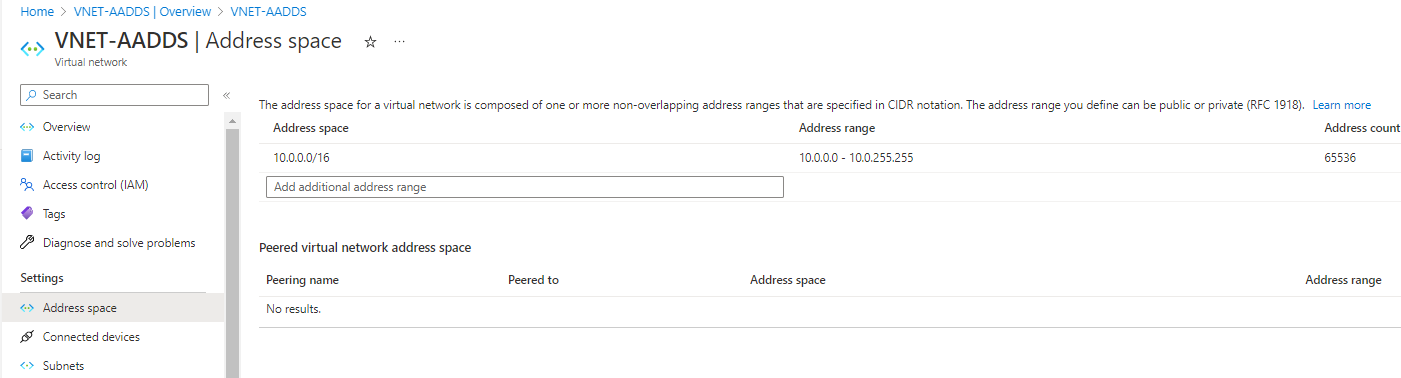 Home > VNET-AADDS | Overview > VNET-AADDS
VNET-AADDS | Address space
Virtual network
Search
Overview
Activity log
Access control (IAM)
Tags
Diagnose and solve problems
Settings
Address space
Connected devices
Subnets
The address space for a virtual network is composed of one or more non-overlapping address ranges that are specified in CIDR notation. The address range you define can be public or private (RFC 1918). Learn more
Address space Address range Address count
10.0.0.0/16 10.0.0.0 - 10.0.255.255 65536
Add additional address range
Peered virtual network address space
Peering name Peered to Address space Address range
No results.